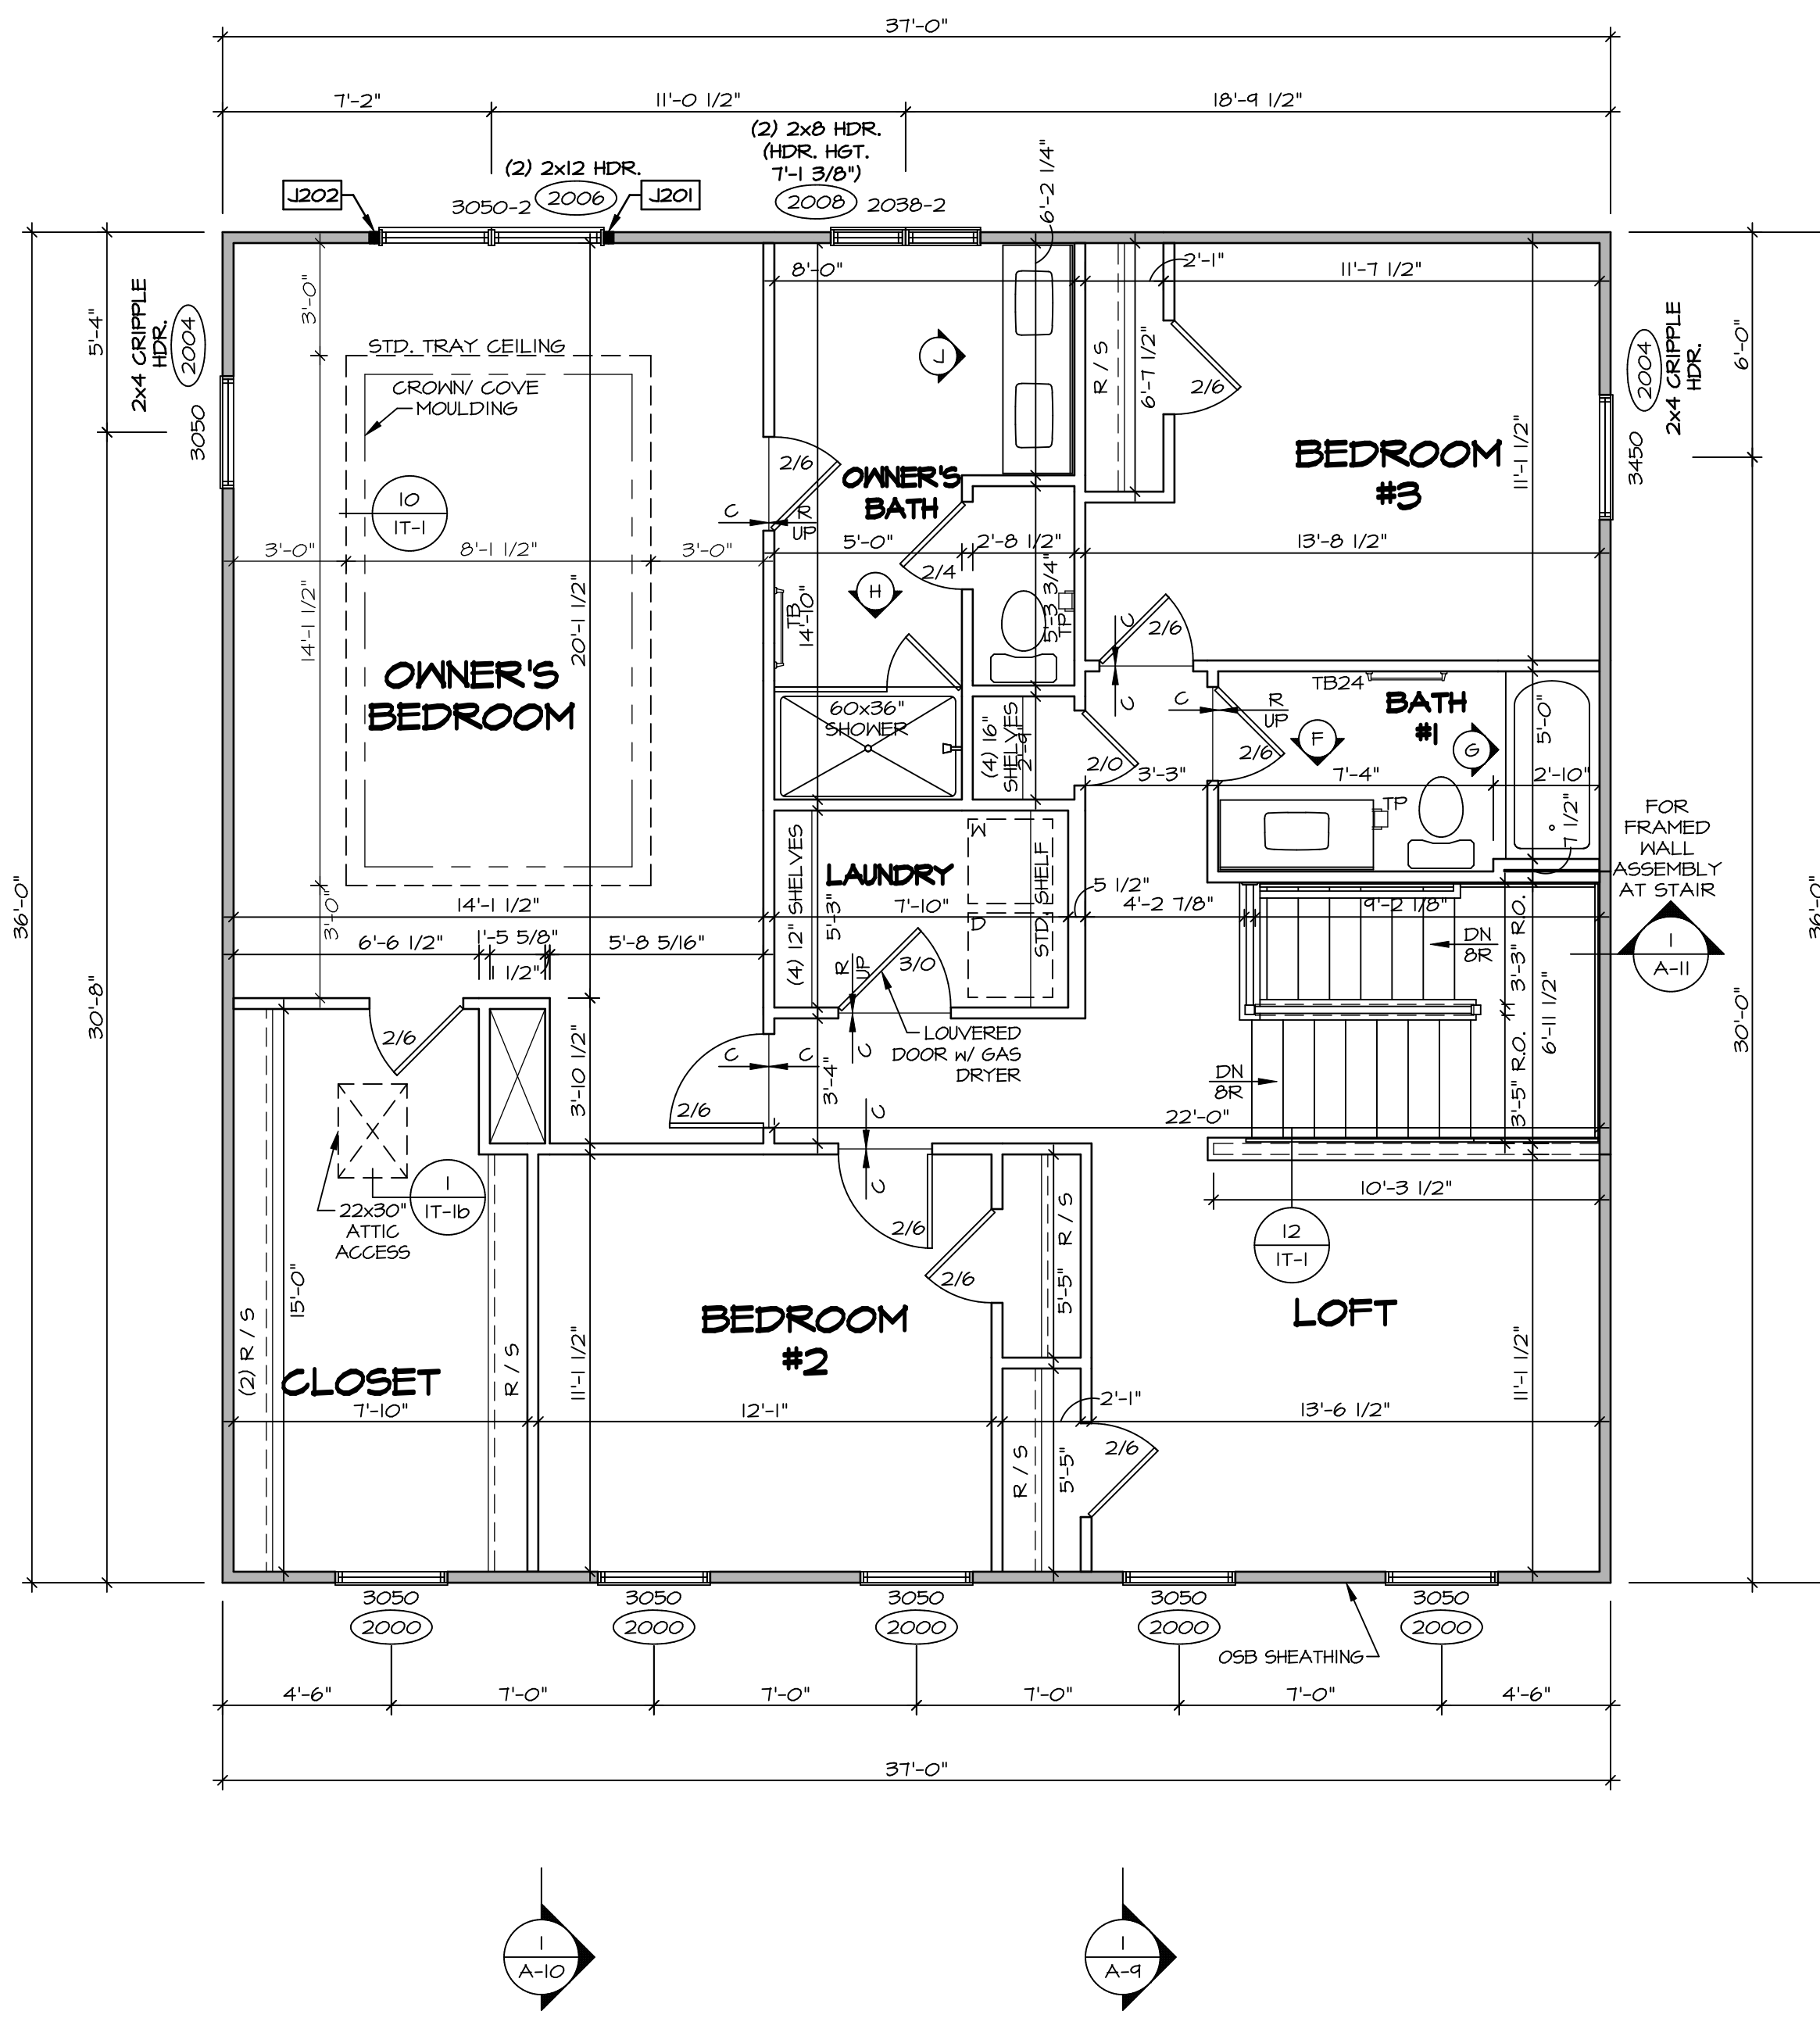 37'-0"
7'-2"
11'-0 1/2"
18'-9 1/2"
(2) 2x8 HDR.
(HDR. HGT.
7'-1 3/8")
(2) 2x12 HDR.
J202
3050-2
2006
J201
2008
2038-2
6'-2 1/4"
5'-4"
2x4 CRIPPLE
HDR.
2004
3050
3'-0"
8'-0"
2'-1"
11'-7 1/2"
2004
2x4 CRIPPLE
HDR.
3450
6'-0"
STD. TRAY CEILING
CROWN/ COVE
MOULDING
J
R / S
6'-7 1/2"
2/6
2/6
OWNER'S
BATH
BEDROOM
#3
11'-1 1/2"
10
1T-1
C
R
UP
3'-0"
8'-1 1/2"
3'-0"
5'-0"
2'-8 1/2"
13'-8 1/2"
2/4
H
TB
14'-10"
5'-3 3/4"
TP
C
2/6
14'-1 1/2"
20'-1 1/2"
OWNER'S
BEDROOM
60x36"
SHOWER
(4) 16"
SHELVES
2'-9"
C
C
R
UP
TB24
BATH
#1
F
G
5'-0"
2/0
2/6
3'-3"
7'-4"
2'-10"
TP
7 1/2"
FOR
FRAMED
WALL
ASSEMBLY
AT STAIR
1
A-11
36'-0"
30'-8"
36'-0"
30'-0"
W
LAUNDRY
(4) 12" SHELVES
STD. SHELF
D
5'-3"
7'-10"
5 1/2"
4'-2 7/8"
9'-2 1/8"
3'-0"
14'-1 1/2"
6'-6 1/2"
1'-5 5/8"
1 1/2"
5'-8 5/16"
R
UP
3/0
DN
8R
3'-3" R.O.
6'-11 1/2"
2/6
LOUVERED
DOOR W/ GAS
DRYER
C
C
C
3'-10 1/2"
3'-4"
2/6
DN
8R
3'-5" R.O.
22'-0"
C
C
10'-3 1/2"
1
1T-1b
22x30"
ATTIC
ACCESS
2/6
R / S
12
1T-1
2/6
5'-5"
15'-0"
(2) R / S
CLOSET
7'-10"
R / S
BEDROOM
#2
11'-1 1/2"
12'-1"
LOFT
11'-1 1/2"
2'-1"
13'-6 1/2"
R / S
5'-5"
2/6
3050
3050
3050
3050
3050
2000
2000
2000
2000
2000
OSB SHEATHING
4'-6"
7'-0"
7'-0"
7'-0"
7'-0"
4'-6"
37'-0"
1
A-10
1
A-9